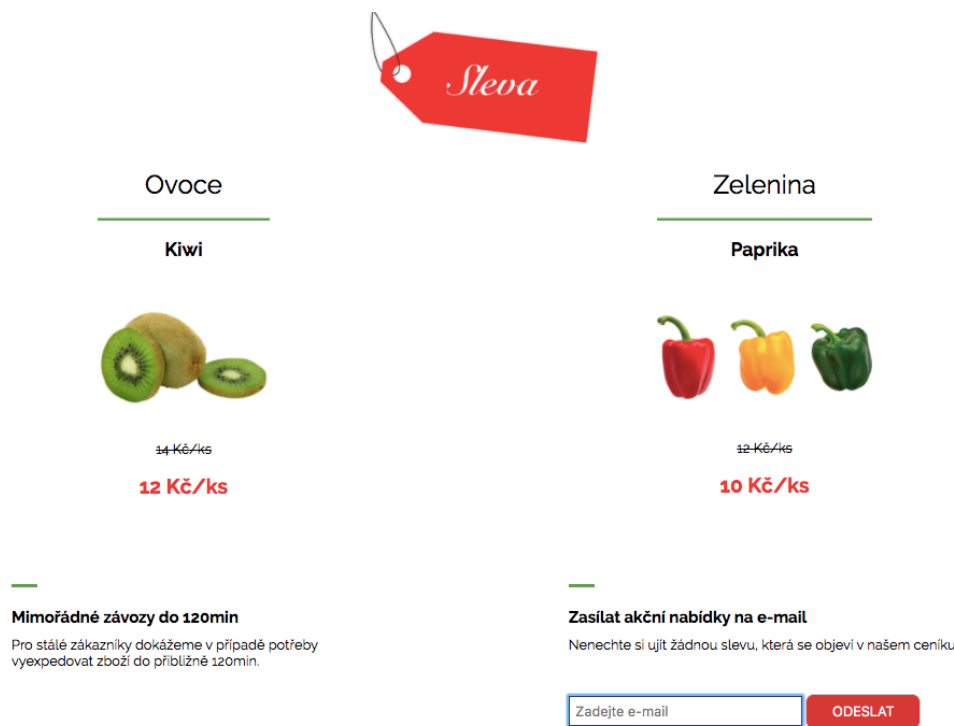 Sleva
Ovoce
Zelenina
Kiwi
Paprika
14 Kč/ks
12 Kč/ks
12 Kč/ks
10 Kč/ks
Mimořádné závozy do 120min
Pro stálé zákazníky dokážeme v případě potřeby
vyexpedovat zboží do přibližně 120min.
Zasílat akční nabídky na e-mail
Nenechte si ujít žádnou slevu, která se objeví v našem ceníku
Zadejte e-mail
ODESLAT